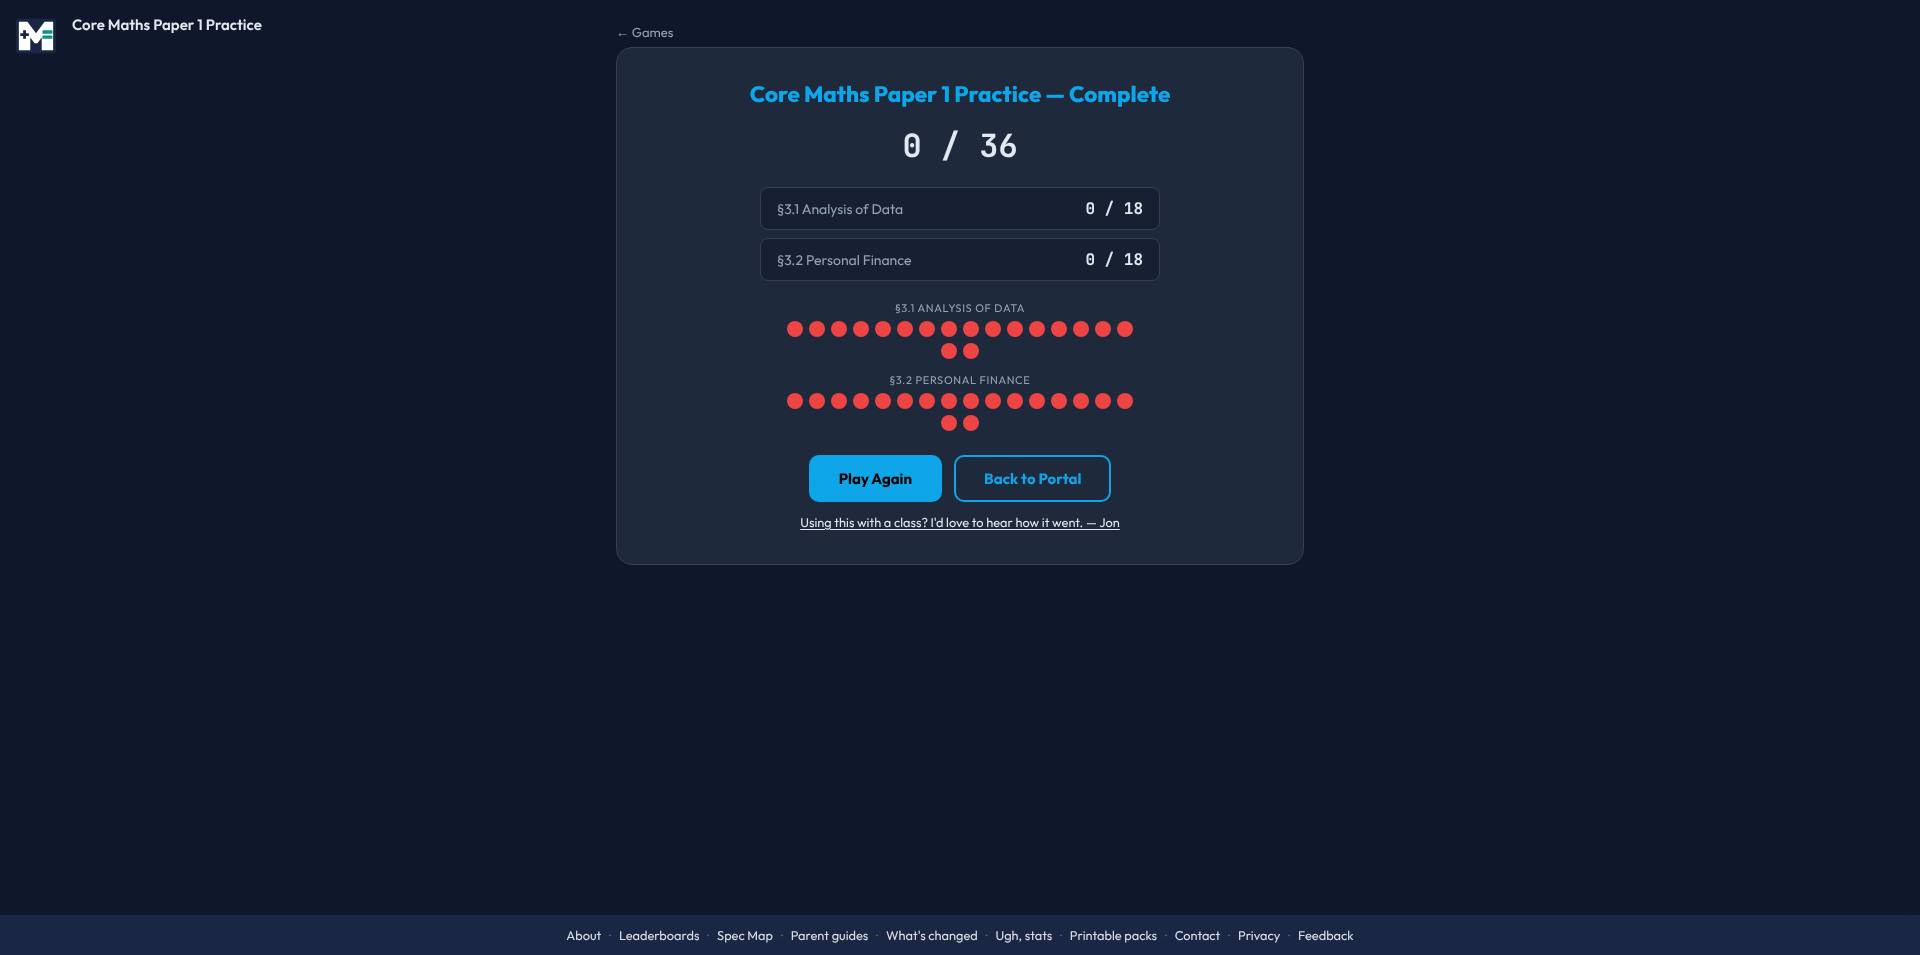 Core Maths Paper 1 Practice
← Games
Core Maths Paper 1 Practice — Complete
0 / 36
§3.1 Analysis of Data 0 / 18
§3.2 Personal Finance 0 / 18
§3.1 ANALYSIS OF DATA
§3.2 PERSONAL FINANCE
Play Again Back to Portal
Using this with a class? I'd love to hear how it went. — Jon
About · Leaderboards · Spec Map · Parent guides · What's changed · Ugh, stats · Printable packs · Contact · Privacy · Feedback